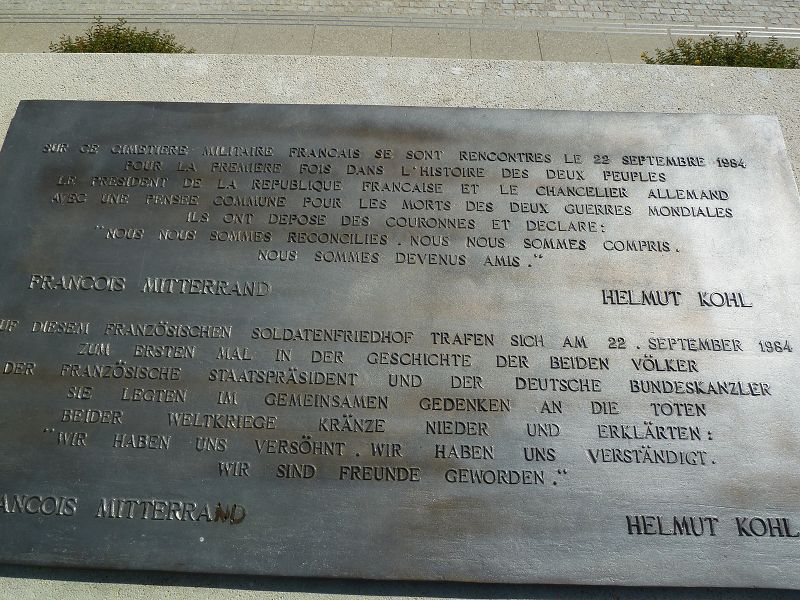 SUR CE CIMETIERE MILITAIRE FRANCAIS SE SONT RENCONTRES LE 22 SEPTEMBRE 1984
POUR LA PREMIERE FOIS DANS L'HISTOIRE DES DEUX PEUPLES
LE PRESIDENT DE LA REPUBLIQUE FRANCAISE ET LE CHANCELIER ALLEMAND
AVEC UNE PENSEE COMMUNE POUR LES MORTS DES DEUX GUERRES MONDIALES
ILS ONT DEPOSE DES COURONNES ET DECLARE:
"NOUS NOUS SOMMES RECONCILIES. NOUS NOUS SOMMES COMPRIS.
NOUS SOMMES DEVENUS AMIS."
FRANCOIS MITTERRAND HELMUT KOHL
UF DIESEM FRANZÖSISCHEN SOLDATENFRIEDHOF TRAFEN SICH AM 22. SEPTEMBER 1984
ZUM ERSTEN MAL IN DER GESCHICHTE DER BEIDEN VÖLKER
DER FRANZÖSISCHE STAATSPRÄSIDENT UND DER DEUTSCHE BUNDESKANZLER
SIE LEGTEN IM GEMEINSAMEN GEDENKEN AN DIE TOTEN
BEIDER WELTKRIEGE KRÄNZE NIEDER UND ERKLÄRTEN:
"WIR HABEN UNS VERSÖHNT. WIR HABEN UNS VERSTÄNDIGT.
WIR SIND FREUNDE GEWORDEN."
ANCOIS MITTERRAND HELMUT KOHL